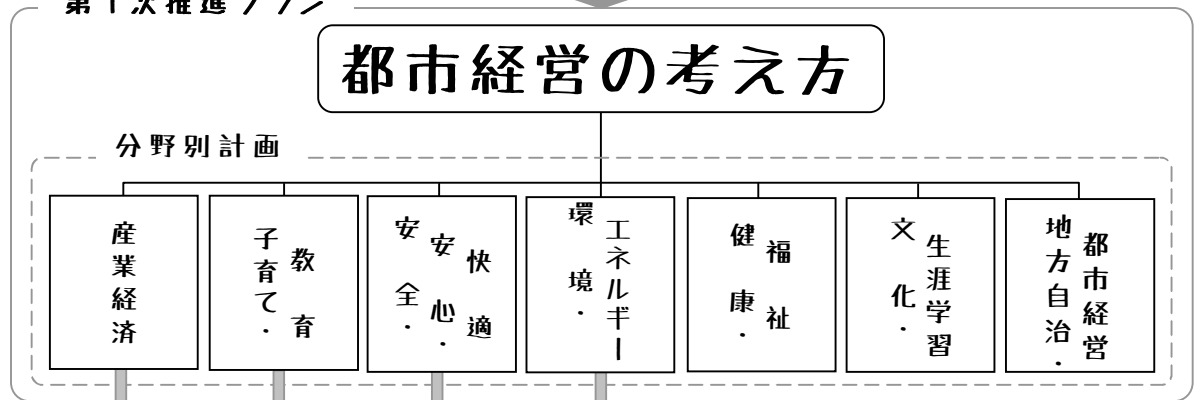 第1次推進プラン
都市経営の考え方
分野別計画
産業経済
子育て・
教育
安全・
安心・
快適
環境・
エネルギー
健康・
福祉
文化・
生涯学習
地方自治・
都市経営